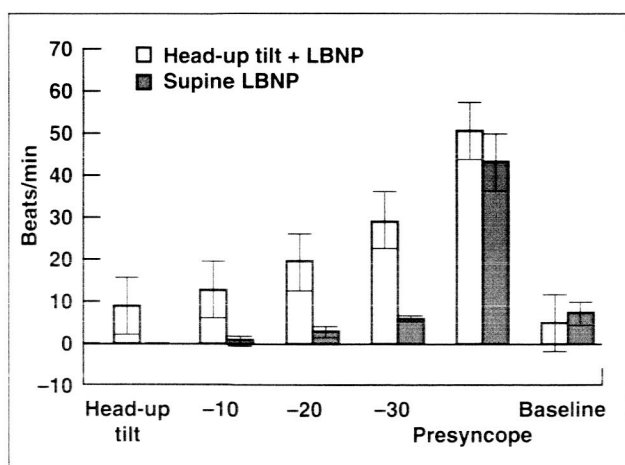 Head-up tilt + LBNP
Supine LBNP
Beats/min
70
60
50
40
30
20
10
0
−10
Head-up
tilt
−10
−20
−30
Presyncope
Baseline